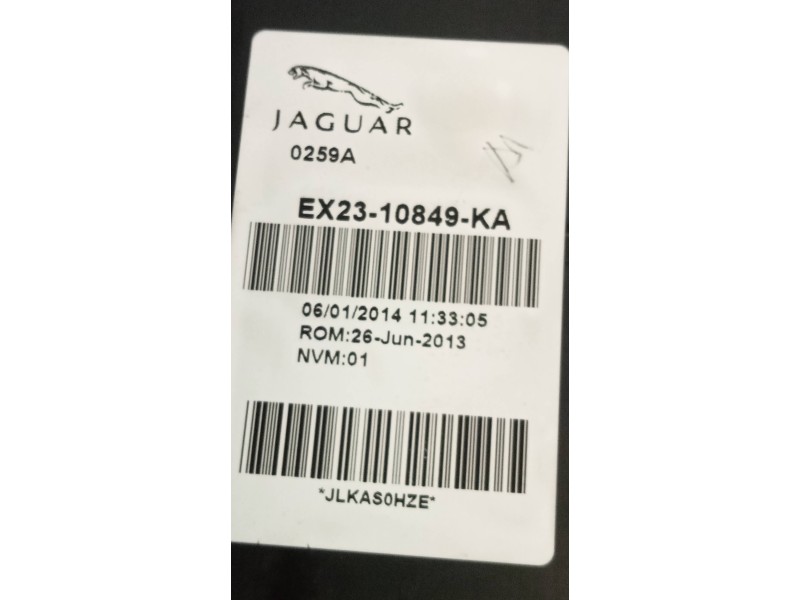 JAGUAR
0259A
EX23-10849-KA
06/01/2014 11:33:05
ROM:26-Jun-2013
NVM:01
*JLKAS0HZE*